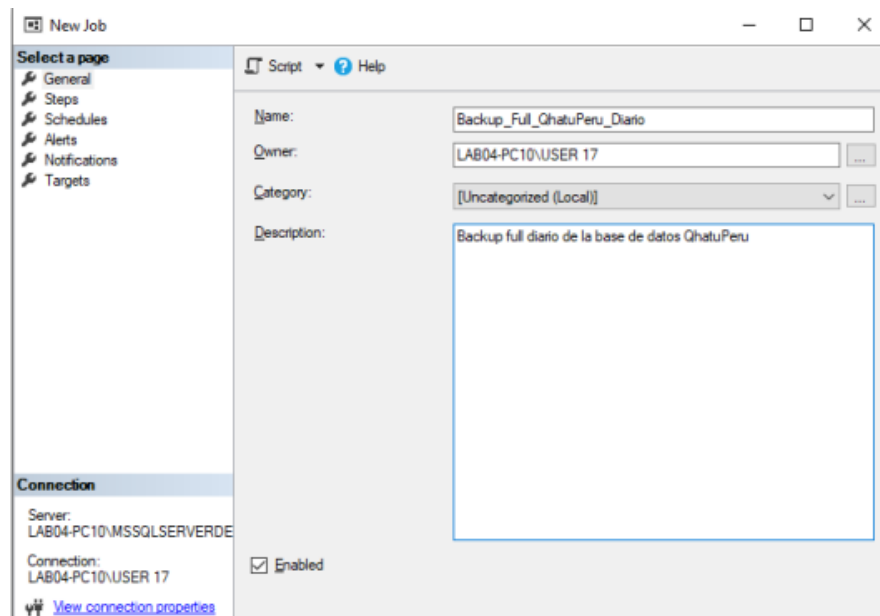 New Job
Select a page
General
Steps
Schedules
Alerts
Notifications
Targets
Script
Help
Name:
Backup_Full_QhatuPeru_Diario
Owner:
LAB04-PC10\USER 17
...
Category:
[Uncategorized (Local)]
...
Description:
Backup full diario de la base de datos QhatuPeru
Enabled
Connection
Server:
LAB04-PC10\MSSQLSERVERDE
Connection:
LAB04-PC10\USER 17
View connection properties